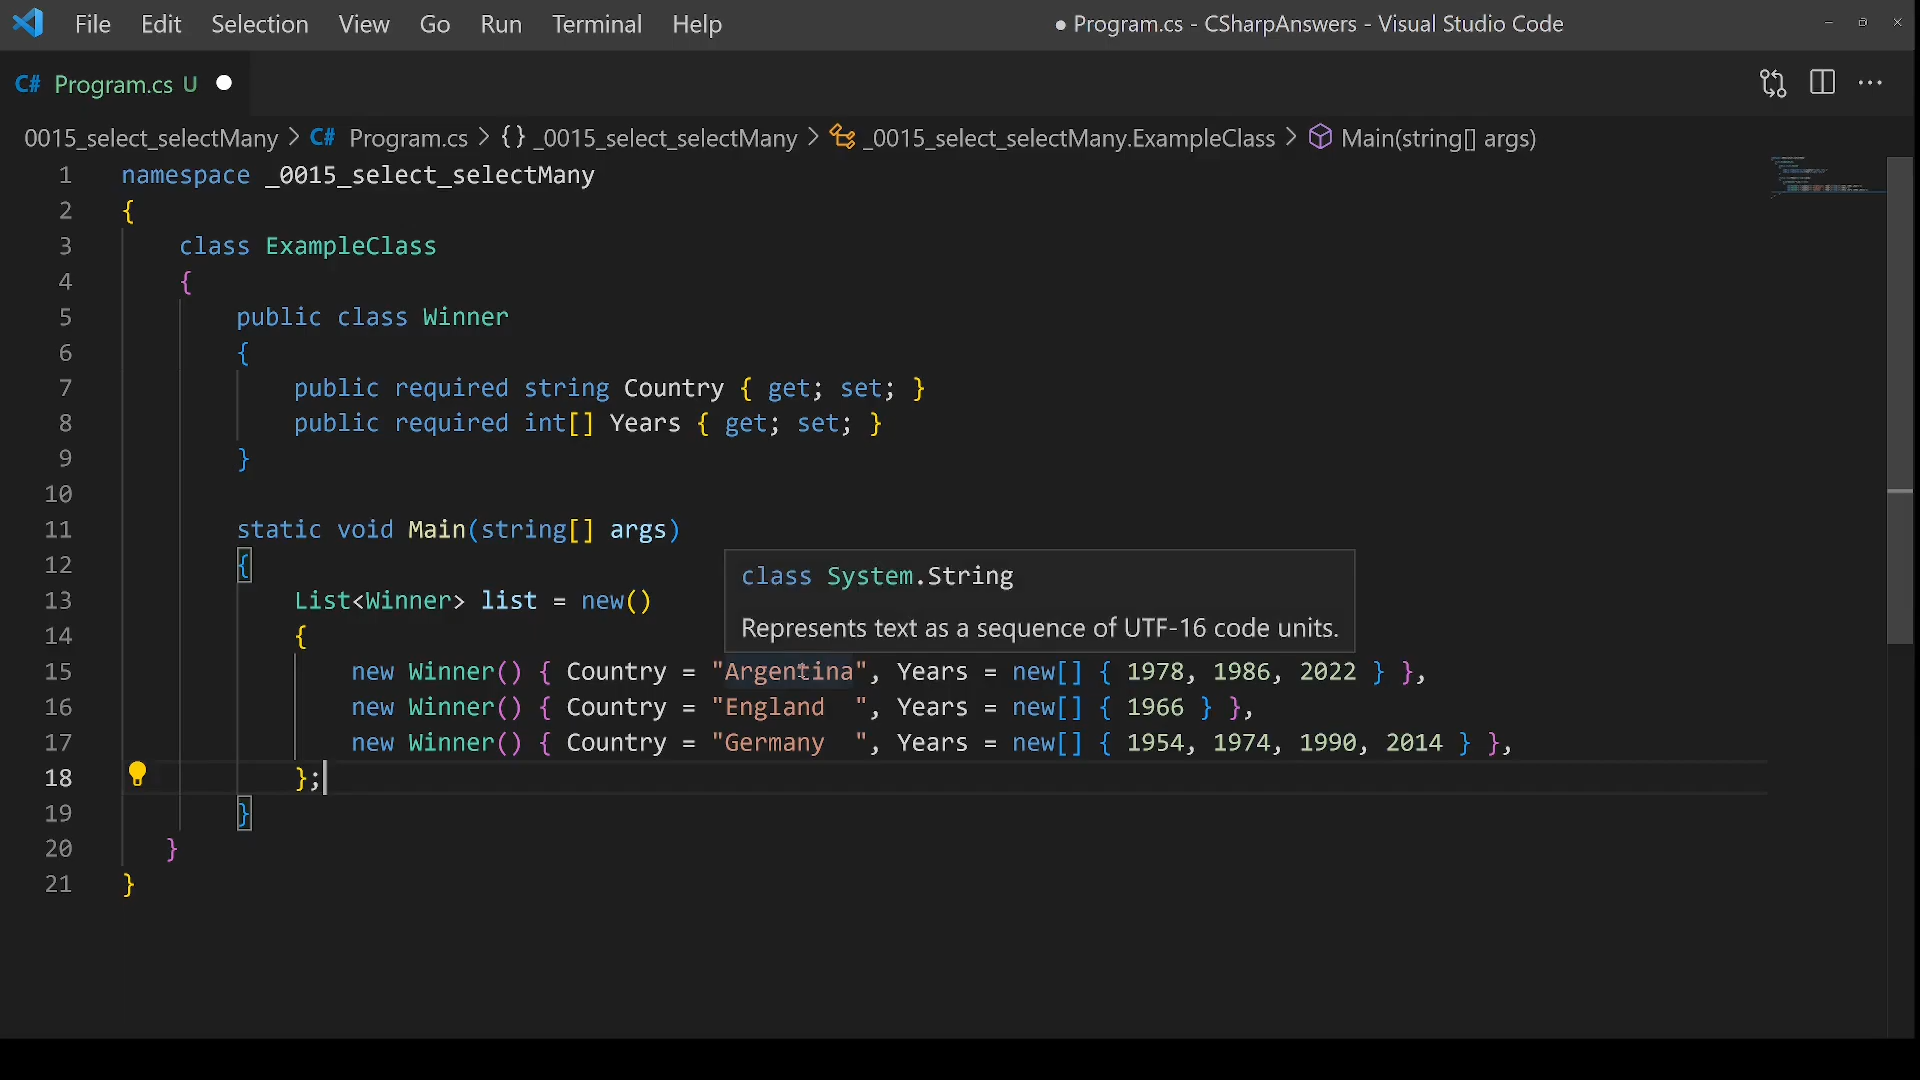 File Edit Selection View Go Run Terminal Help ● Program.cs - CSharpAnswers - Visual Studio Code
C# Program.cs U
0015_select_selectMany > C# Program.cs > {} _0015_select_selectMany > _0015_select_selectMany.ExampleClass > Main(string[] args)
1 namespace _0015_select_selectMany
2 {
3 class ExampleClass
4 {
5 public class Winner
6 {
7 public required string Country { get; set; }
8 public required int[] Years { get; set; }
9 }
10
11 static void Main(string[] args)
12 {
class System.String
13 List<Winner> list = new()
Represents text as a sequence of UTF-16 code units.
14 {
15 new Winner() { Country = "Argentina", Years = new[] { 1978, 1986, 2022 } },
16 new Winner() { Country = "England  ", Years = new[] { 1966 } },
17 new Winner() { Country = "Germany  ", Years = new[] { 1954, 1974, 1990, 2014 } },
18 };
19 }
20 }
21 }